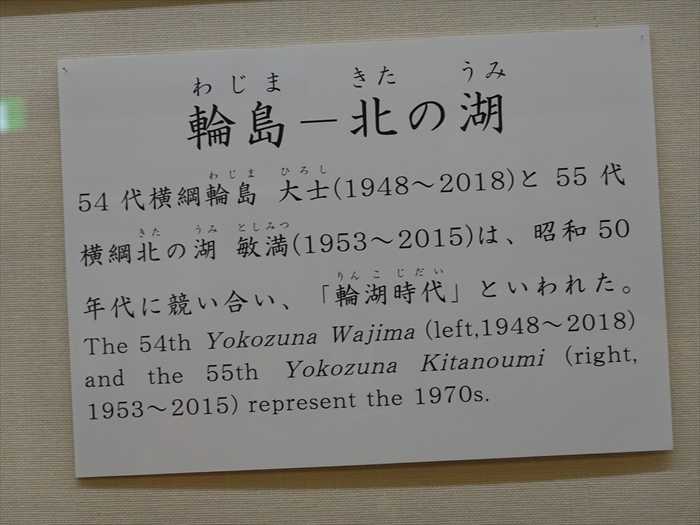 わじま きた うみ
輪島－北の湖
わじま ひろし
54 代横綱輪島 大士(1948～2018)と 55 代
きた うみ としみつ
横綱北の湖 敏満(1953～2015)は、昭和 50
りんこ じだい
年代に競い合い、「輪湖時代」といわれた。
The 54th Yokozuna Wajima (left,1948～2018)
and the 55th Yokozuna Kitanoumi (right,
1953～2015) represent the 1970s.